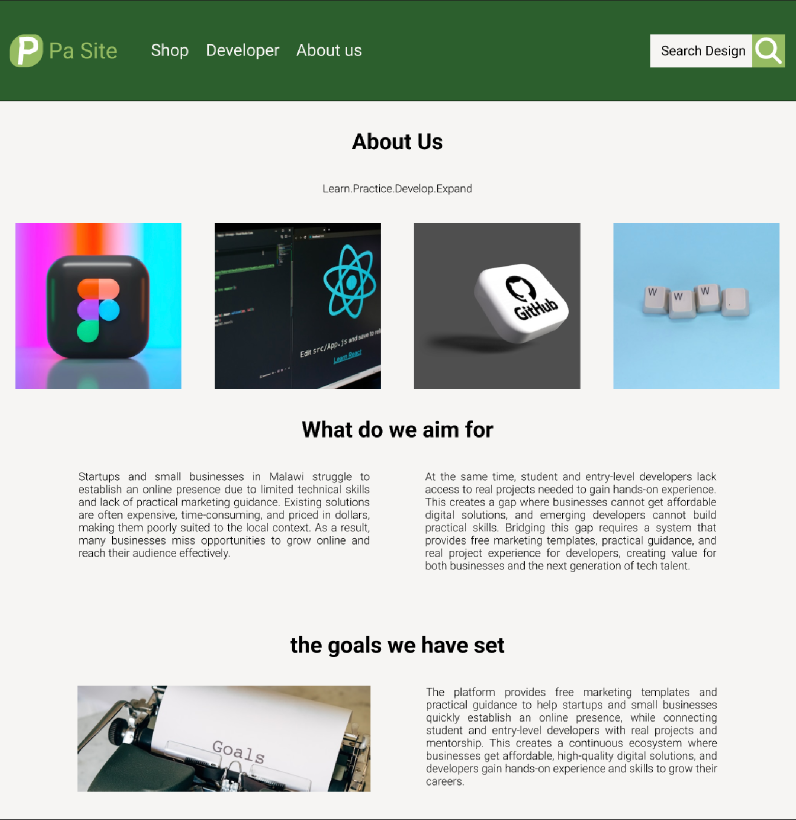 P Pa Site Shop Developer About us Search Design
About Us
Learn.Practice.Develop.Expand
Edit src/App.js and save to
Learn React
GitHub
W W W .
What do we aim for
Startups and small businesses in Malawi struggle to
establish an online presence due to limited technical skills
and lack of practical marketing guidance. Existing solutions
are often expensive, time-consuming, and priced in dollars,
making them poorly suited to the local context. As a result,
many businesses miss opportunities to grow online and
reach their audience effectively.
At the same time, student and entry-level developers lack
access to real projects needed to gain hands-on experience.
This creates a gap where businesses cannot get affordable
digital solutions, and emerging developers cannot build
practical skills. Bridging this gap requires a system that
provides free marketing templates, practical guidance, and
real project experience for developers, creating value for
both businesses and the next generation of tech talent.
the goals we have set
Goals
The platform provides free marketing templates and
practical guidance to help startups and small businesses
quickly establish an online presence, while connecting
student and entry-level developers with real projects and
mentorship. This creates a continuous ecosystem where
businesses get affordable, high-quality digital solutions, and
developers gain hands-on experience and skills to grow their
careers.